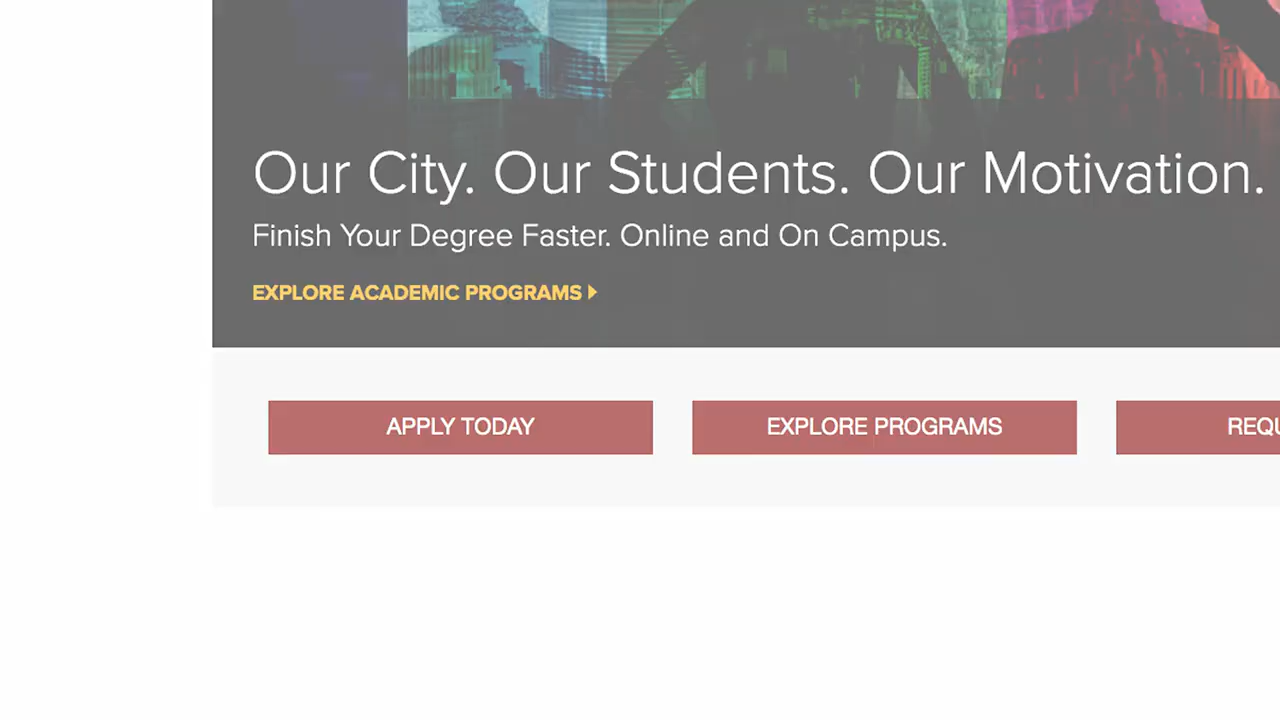 Our City. Our Students. Our Motivation.
Finish Your Degree Faster. Online and On Campus.
EXPLORE ACADEMIC PROGRAMS
APPLY TODAY
EXPLORE PROGRAMS
REQU